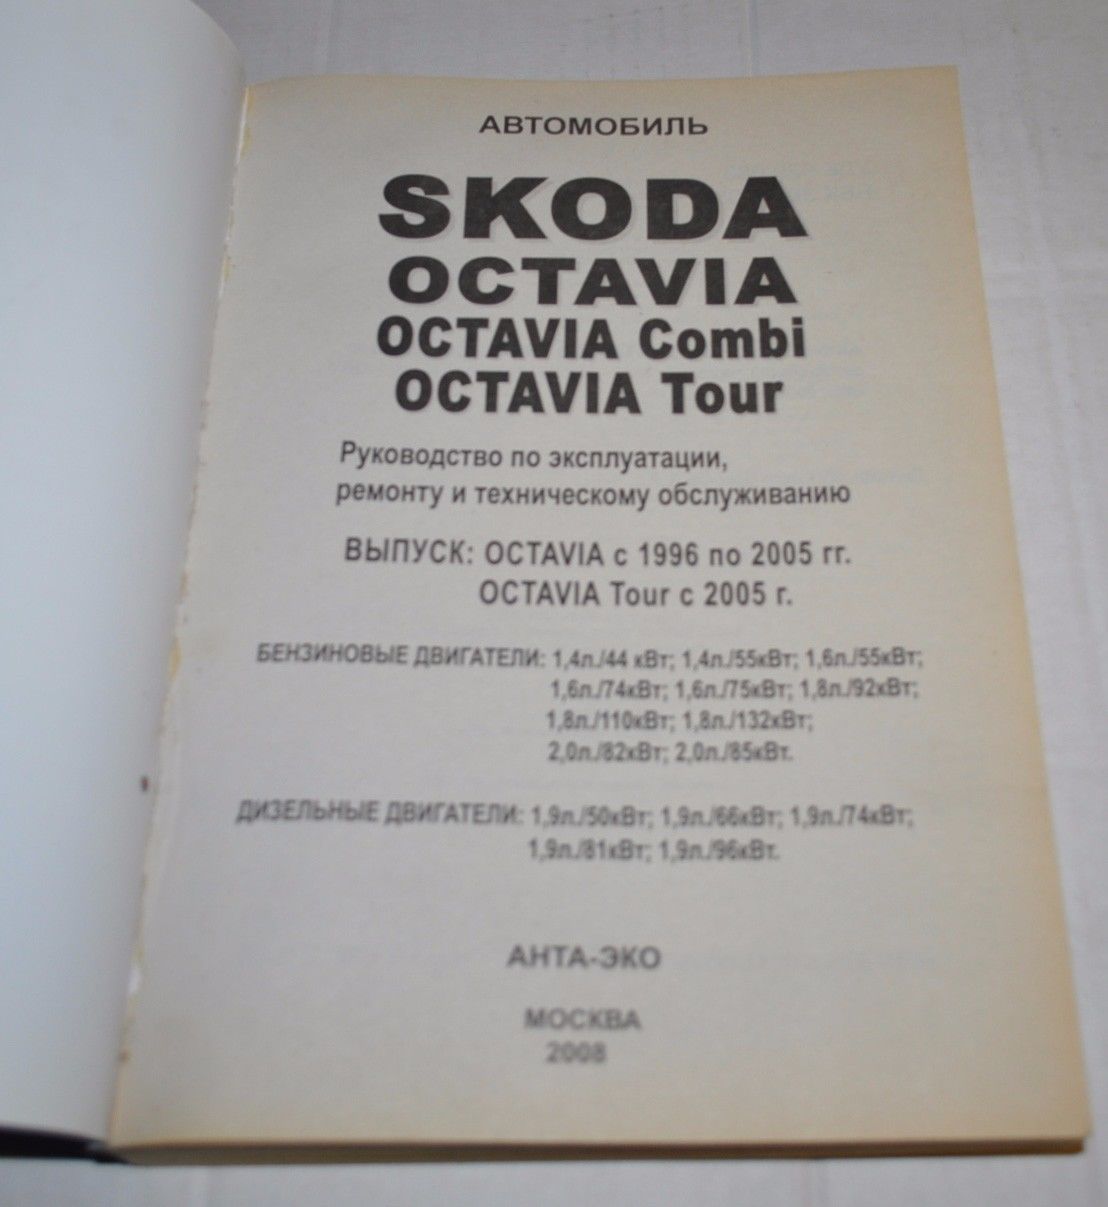 АВТОМОБИЛЬ
SKODA
OCTAVIA
OCTAVIA Combi
OCTAVIA Tour
Руководство по эксплуатации,
ремонту и техническому обслуживанию
ВЫПУСК: OCTAVIA с 1996 по 2005 гг.
OCTAVIA Tour с 2005 г.
БЕНЗИНОВЫЕ ДВИГАТЕЛИ: 1,4л./44 кВт; 1,4л./55кВт; 1,6л./55кВт;
1,6л./74кВт; 1,6л./75кВт; 1,8л./92кВт;
1,8л./110кВт; 1,8л./132кВт;
2,0л./82кВт; 2,0л./85кВт.
ДИЗЕЛЬНЫЕ ДВИГАТЕЛИ: 1,9л./50кВт; 1,9л./66кВт; 1,9л./74кВт;
1,9л./81кВт; 1,9л./96кВт.
АНТА-ЭКО
МОСКВА
2008